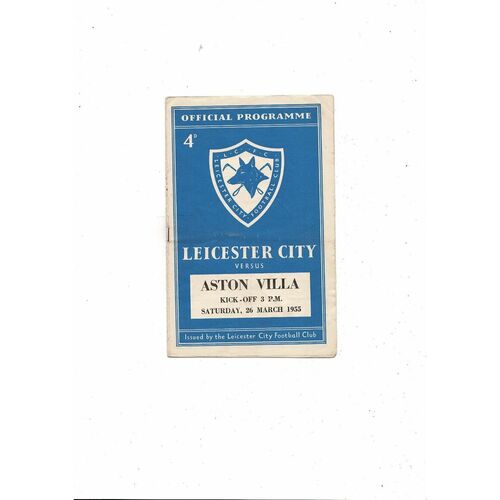 OFFICIAL PROGRAMME
4D
L.C.F.C
LEICESTER CITY FOOTBALL CLUB
LEICESTER CITY
VERSUS
ASTON VILLA
KICK-OFF 3 P.M.
SATURDAY, 26 MARCH 1955
Issued by the Leicester City Football Club